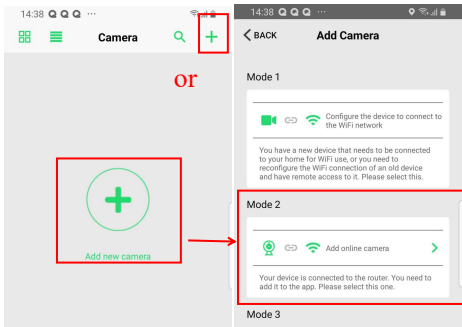 14:38
Camera
or
Add new camera
14:38
BACK
Add Camera
Mode 1
Configure the device to connect to
the WiFi network
You have a new device that needs to be connected
to your home for WiFi use, or you need to
reconfigure the WiFi connection of an old device
and have remote access to it. Please select this.
Mode 2
Add online camera
Your device is connected to the router. You need to
add it to the app. Please select this one.
Mode 3